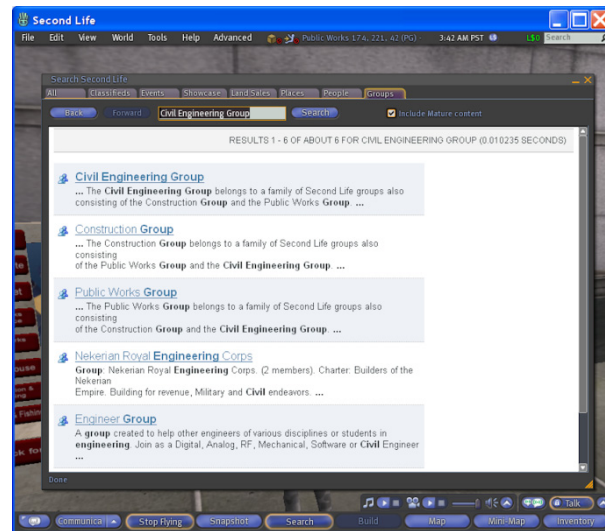 Second Life
File Edit View World Tools Help Advanced Public Works 174, 221, 42 (PG) - 3:42 AM PST L$0 Search
Search Second Life
All Classifieds Events Showcase Land Sales Places People Groups
Back Forward Civil Engineering Group Search Include Mature content
RESULTS 1 - 6 OF ABOUT 6 FOR CIVIL ENGINEERING GROUP (0.010235 SECONDS)
Civil Engineering Group
... The Civil Engineering Group belongs to a family of Second Life groups also
consisting of the Construction Group and the Public Works Group. ...
Construction Group
... The Construction Group belongs to a family of Second Life groups also
consisting
of the Public Works Group and the Civil Engineering Group. ...
Public Works Group
... The Public Works Group belongs to a family of Second Life groups also
consisting
of the Construction Group and the Civil Engineering Group. ...
Nekerian Royal Engineering Corps
Group: Nekerian Royal Engineering Corps. (2 members). Charter: Builders of the
Nekerian
Empire. Building for revenue, Military and Civil endeavors. ...
Engineer Group
A group created to help other engineers of various disciplines or students in
engineering. Join as a Digital, Analog, RF, Mechanical, Software or Civil Engineer
...
Done
Talk
Communica Stop Flying Snapshot Search Build Map Mini-Map Inventory